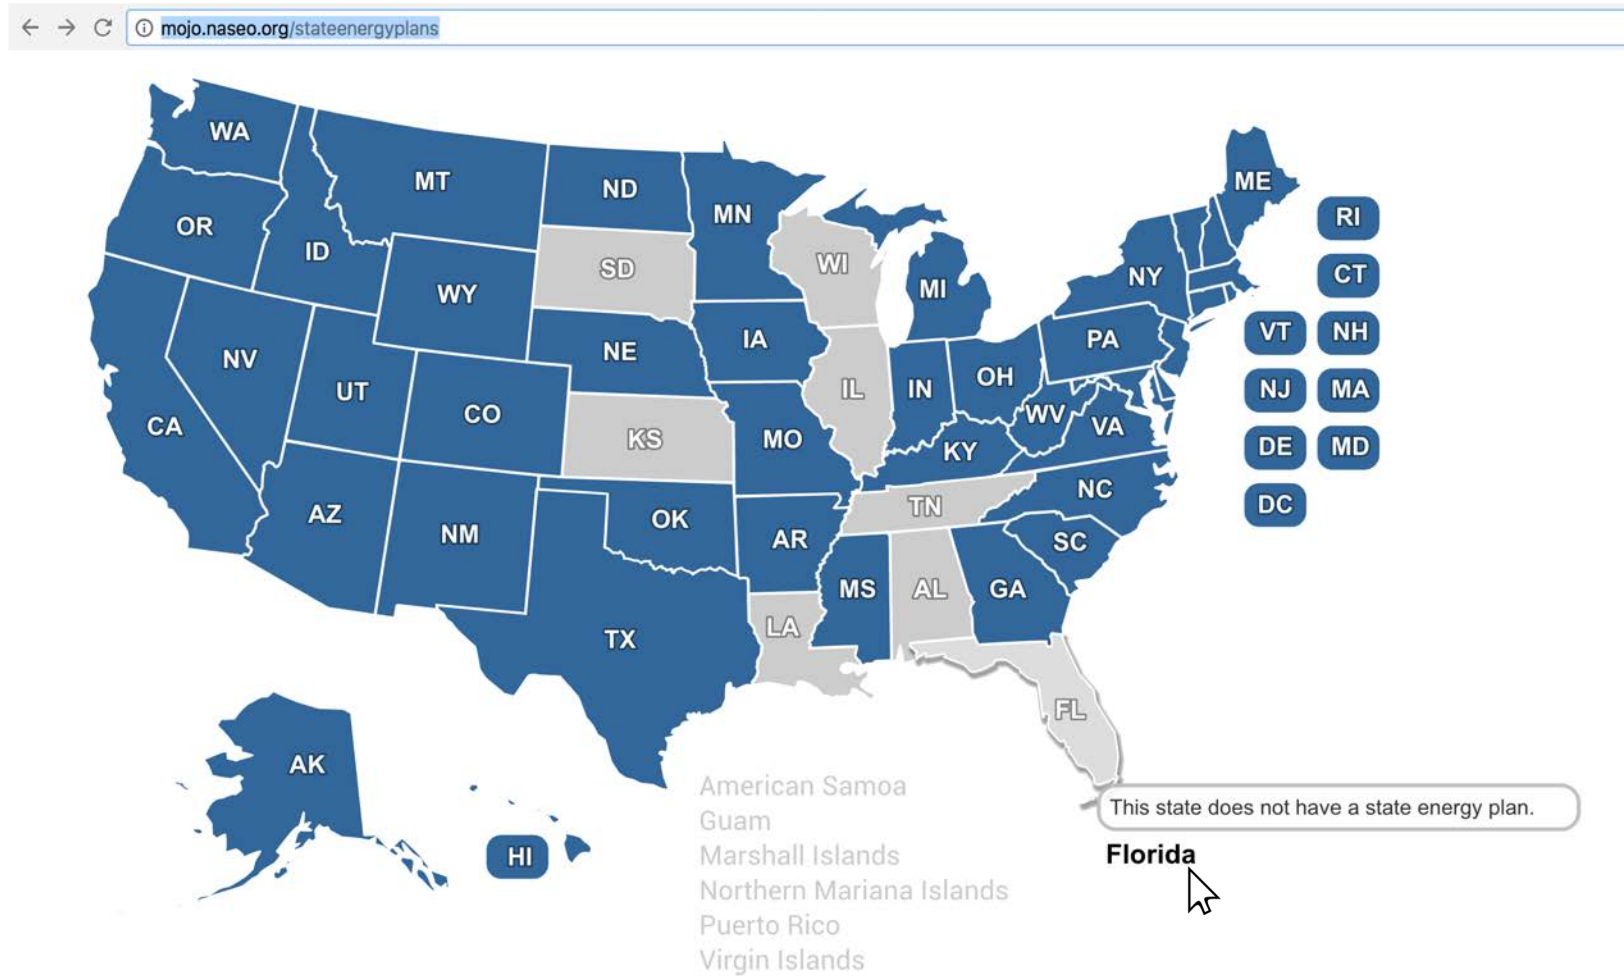 mojo.naseo.org/stateenergyplans
WA
MT
ND
MN
ME
OR
ID
SD
WI
MI
NY
RI
WY
CT
NV
NE
IA
PA
VT
NH
UT
CO
IL
IN
OH
NJ
MA
CA
KS
MO
WV
VA
KY
DE
MD
AZ
NM
OK
AR
TN
NC
SC
DC
MS
AL
GA
TX
LA
FL
AK
HI
American Samoa
Guam
Marshall Islands
Northern Mariana Islands
Puerto Rico
Virgin Islands
This state does not have a state energy plan.
Florida